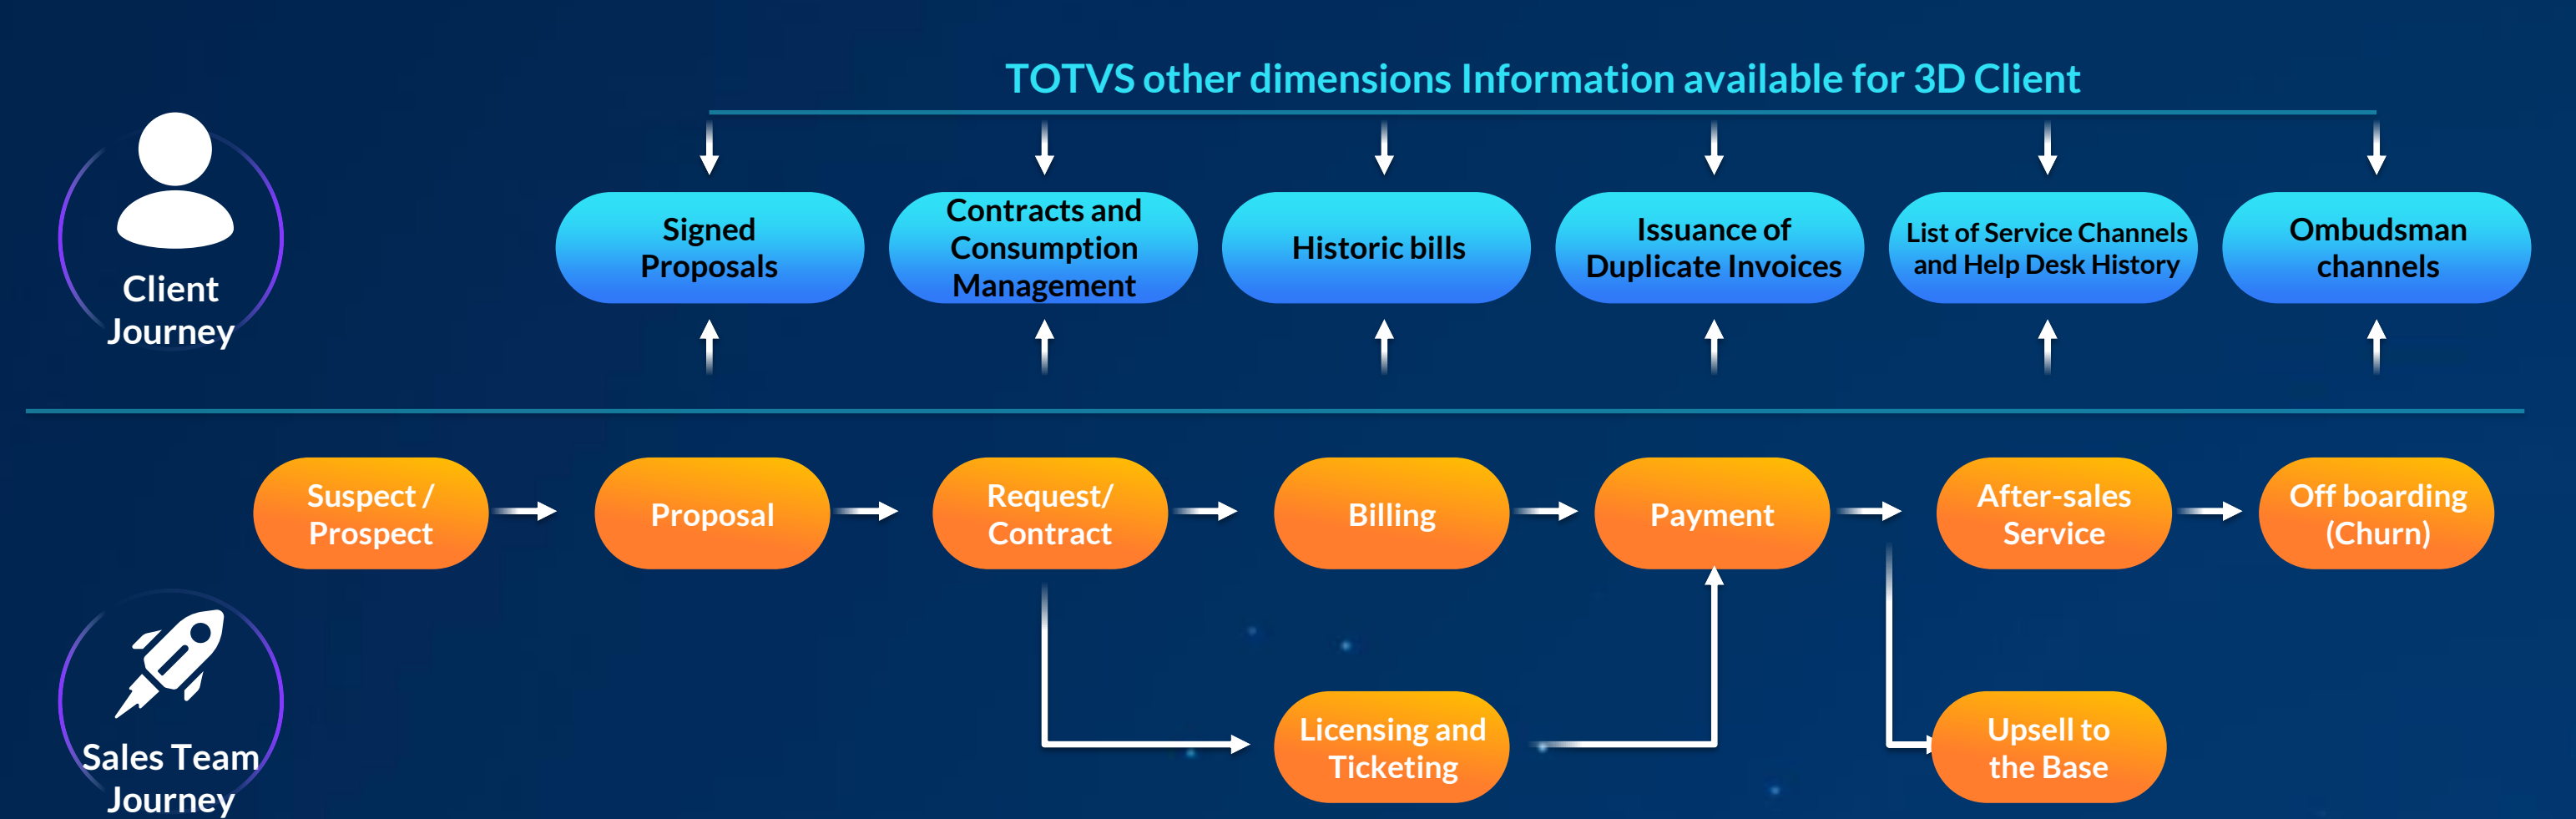 TOTVS other dimensions Information available for 3D Client
Client
Journey
Signed
Proposals
Contracts and
Consumption
Management
Historic bills
Issuance of
Duplicate Invoices
List of Service Channels
and Help Desk History
Ombudsman
channels
Suspect /
Prospect
Proposal
Request/
Contract
Billing
Payment
After-sales
Service
Off boarding
(Churn)
Sales Team
Journey
Licensing and
Ticketing
Upsell to
the Base